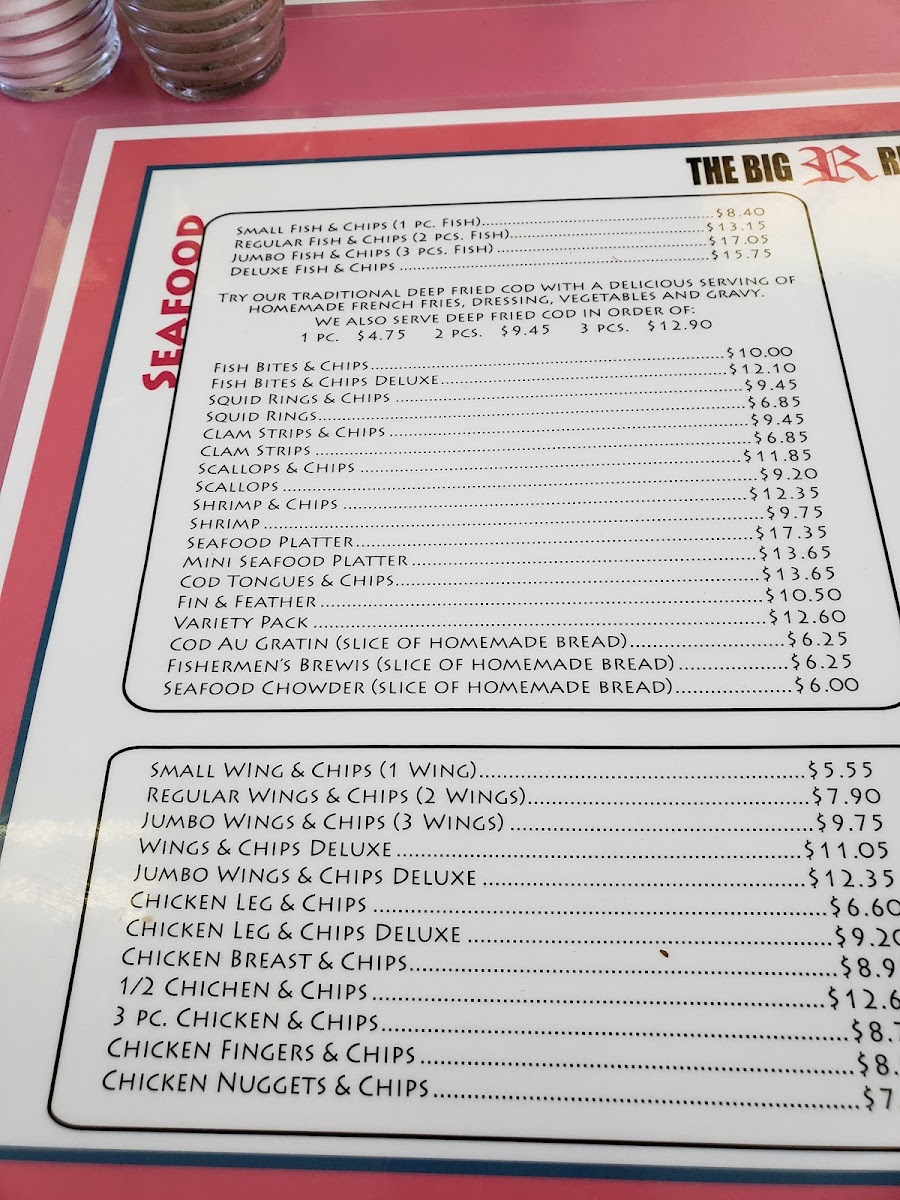 THE BIG R
SEAFOOD
SMALL FISH & CHIPS (1 PC. FISH)..........$8.40
REGULAR FISH & CHIPS (2 PCS. FISH)..........$13.15
JUMBO FISH & CHIPS (3 PCS. FISH)..........$17.05
DELUXE FISH & CHIPS..........$15.75
TRY OUR TRADITIONAL DEEP FRIED COD WITH A DELICIOUS SERVING OF
HOMEMADE FRENCH FRIES, DRESSING, VEGETABLES AND GRAVY.
WE ALSO SERVE DEEP FRIED COD IN ORDER OF:
1 PC. $4.75 2 PCS. $9.45 3 PCS. $12.90
FISH BITES & CHIPS..........$10.00
FISH BITES & CHIPS DELUXE..........$12.10
SQUID RINGS & CHIPS..........$9.45
SQUID RINGS..........$6.85
CLAM STRIPS & CHIPS..........$9.45
CLAM STRIPS..........$6.85
SCALLOPS & CHIPS..........$11.85
SCALLOPS..........$9.20
SHRIMP & CHIPS..........$12.35
SHRIMP..........$9.75
SEAFOOD PLATTER..........$17.35
MINI SEAFOOD PLATTER..........$13.65
COD TONGUES & CHIPS..........$13.65
FIN & FEATHER..........$10.50
VARIETY PACK..........$12.60
COD AU GRATIN (SLICE OF HOMEMADE BREAD)..........$6.25
FISHERMEN'S BREWIS (SLICE OF HOMEMADE BREAD)..........$6.25
SEAFOOD CHOWDER (SLICE OF HOMEMADE BREAD)..........$6.00
SMALL WING & CHIPS (1 WING)..........$5.55
REGULAR WINGS & CHIPS (2 WINGS)..........$7.90
JUMBO WINGS & CHIPS (3 WINGS)..........$9.75
WINGS & CHIPS DELUXE..........$11.05
JUMBO WINGS & CHIPS DELUXE..........$12.35
CHICKEN LEG & CHIPS..........$6.60
CHICKEN LEG & CHIPS DELUXE..........$9.20
CHICKEN BREAST & CHIPS..........$8.9
1/2 CHICHEN & CHIPS..........$12.6
3 PC. CHICKEN & CHIPS..........$8.7
CHICKEN FINGERS & CHIPS..........$8.
CHICKEN NUGGETS & CHIPS..........$7